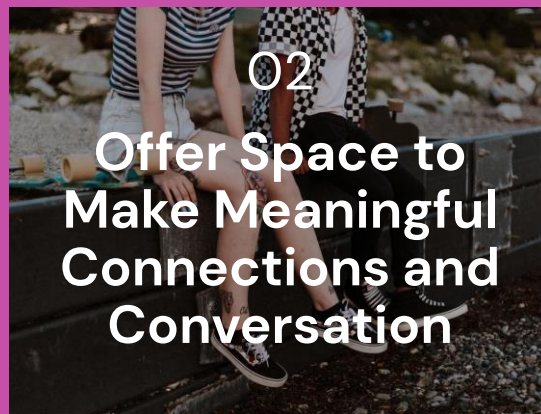 02
Offer Space to
Make Meaningful
Connections and
Conversation